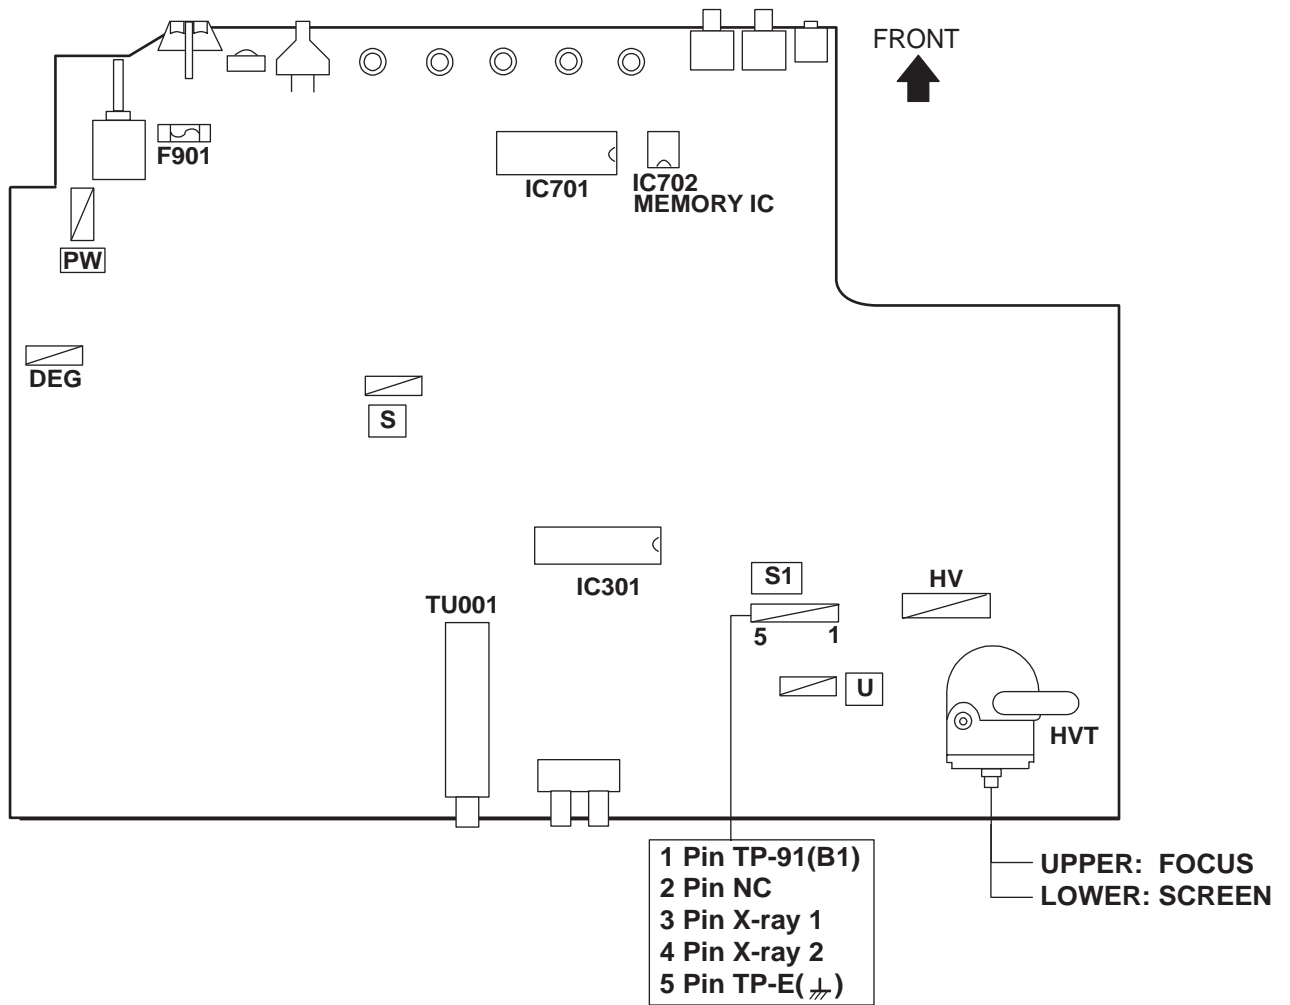 FRONT
F901
IC701
IC702
MEMORY IC
PW
DEG
S
IC301
S1
HV
TU001
5
1
U
HVT
1 Pin TP-91(B1)
2 Pin NC
3 Pin X-ray 1
4 Pin X-ray 2
5 Pin TP-E( )
UPPER: FOCUS
LOWER: SCREEN